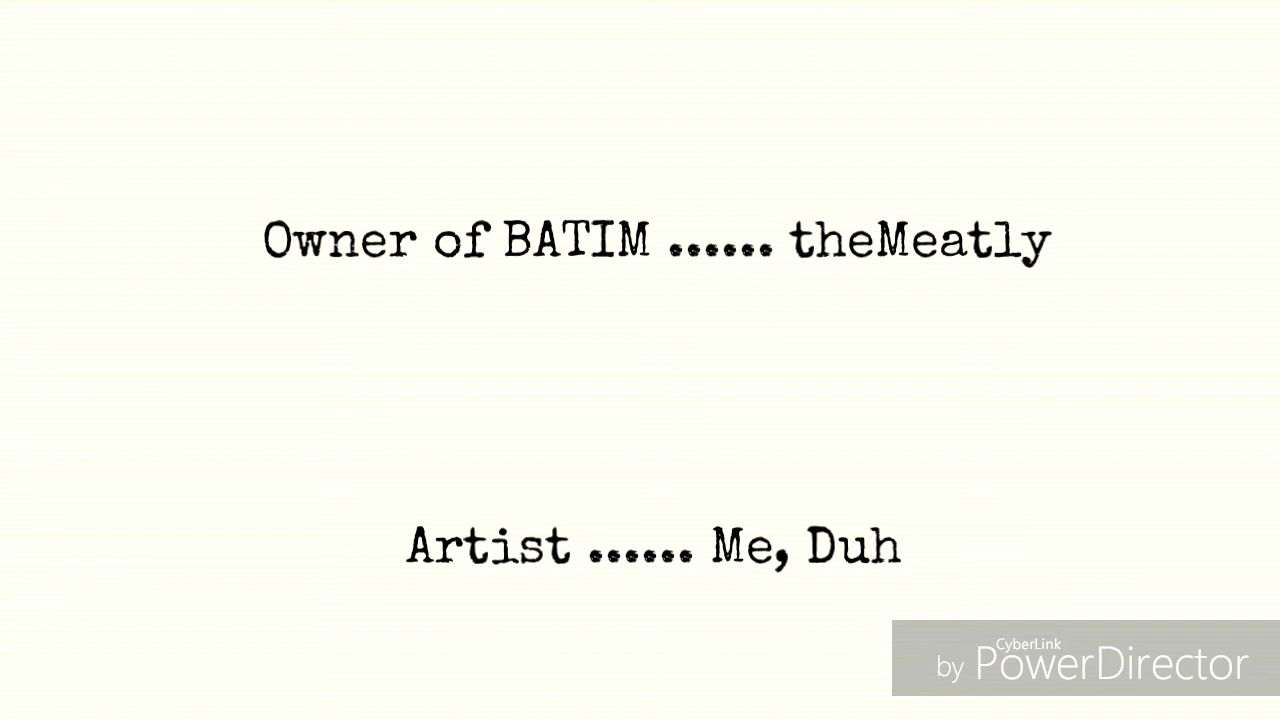 Owner of BATIM ...... theMeatly
Artist ...... Me, Duh
CyberLink
by PowerDirector